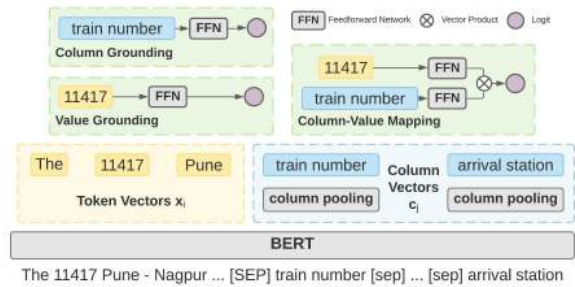 train number FFN
Column Grounding
FFN Feedforward Network Vector Product Logit
11417 FFN
Value Grounding
11417 FFN
train number FFN
Column-Value Mapping
The 11417 Pune
Token Vectors xᵢ
train number Column Vectors cⱼ arrival station
column pooling column pooling
BERT
The 11417 Pune - Nagpur ... [SEP] train number [sep] ... [sep] arrival station